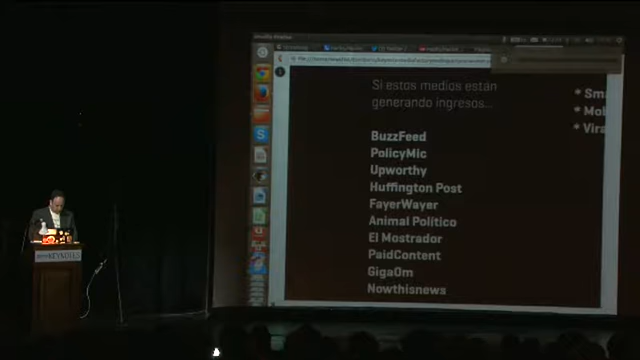 Si estos medios están
generando ingresos...
BuzzFeed
PolicyMic
Upworthy
Huffington Post
FayerWayer
Animal Político
El Mostrador
PaidContent
GigaOm
Nowthisnews
* Sma
* Mob
* Vira